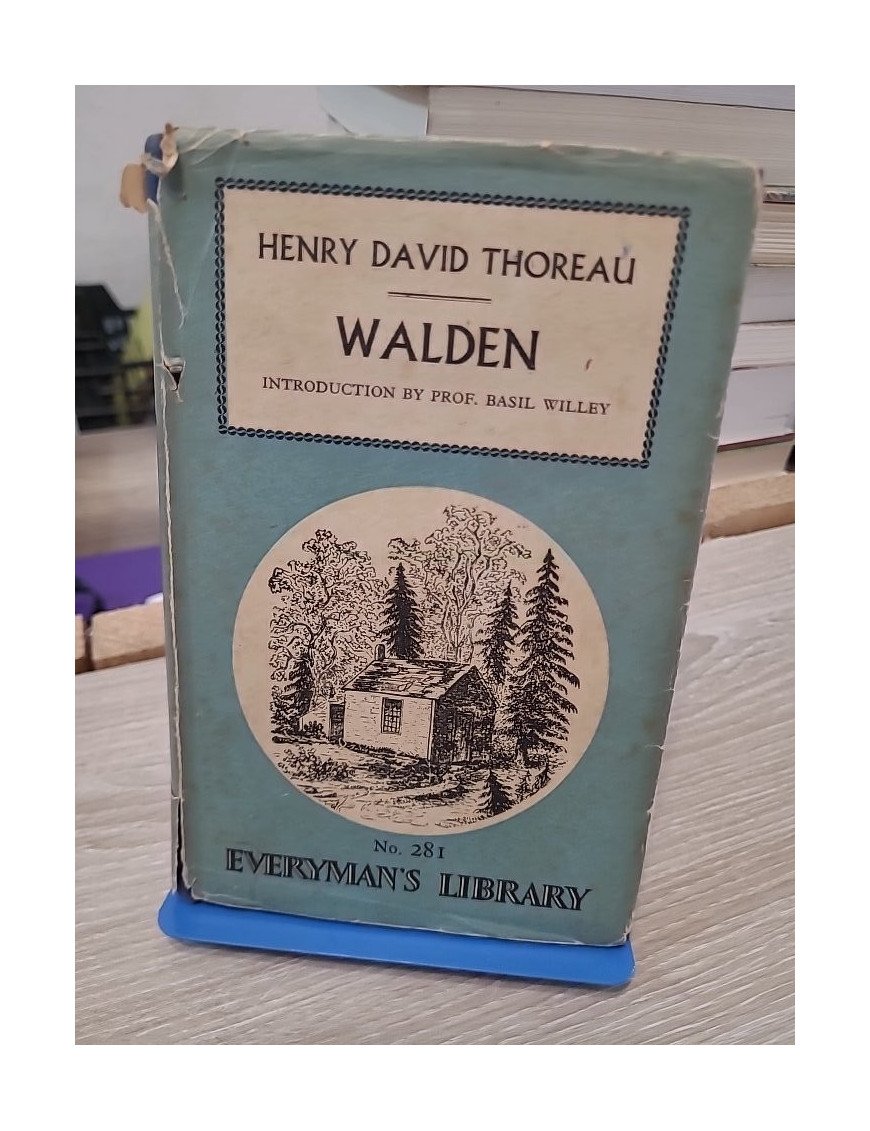 HENRY DAVID THOREAU
WALDEN
INTRODUCTION BY PROF. BASIL WILLEY
No. 281
EVERYMAN'S LIBRARY